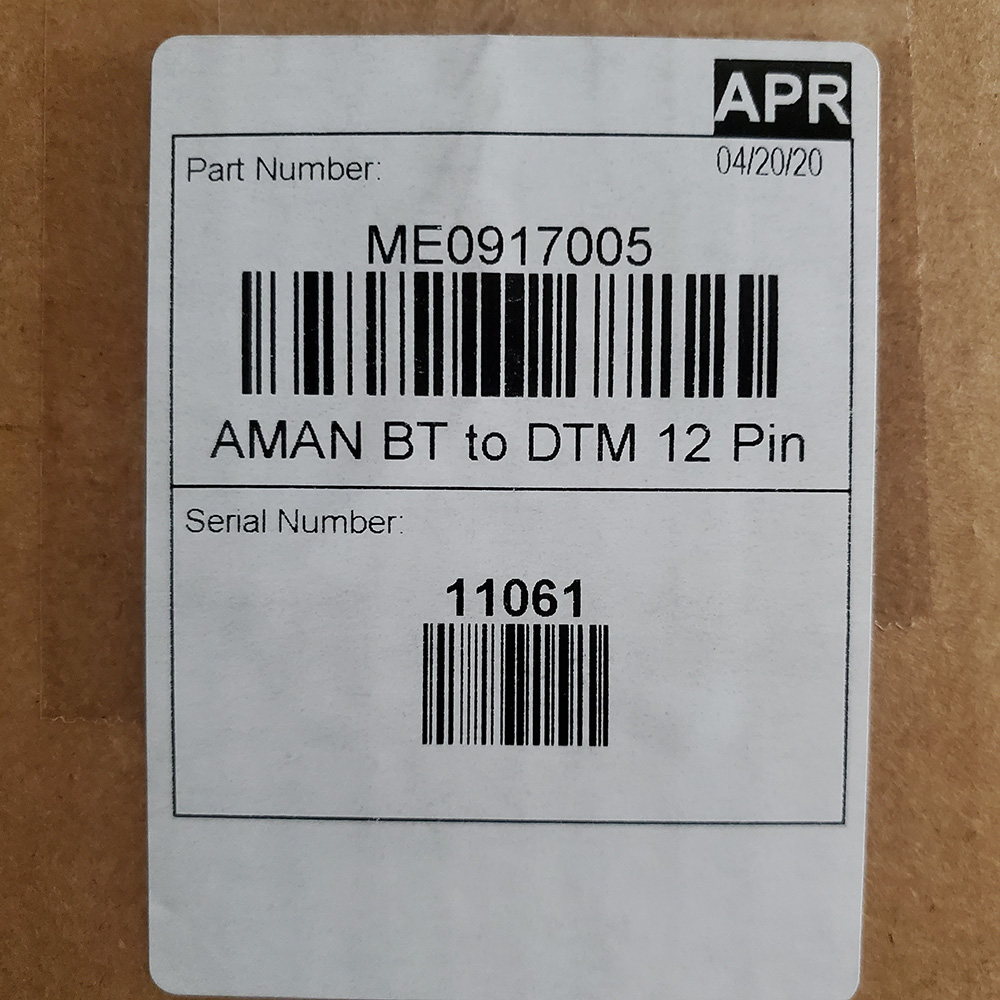 APR
04/20/20
Part Number:
ME0917005
AMAN BT to DTM 12 Pin
Serial Number:
11061